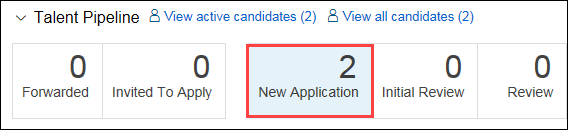 Talent Pipeline View active candidates (2) View all candidates (2)
0 0 2 0 0
Forwarded Invited To Apply New Application Initial Review Review